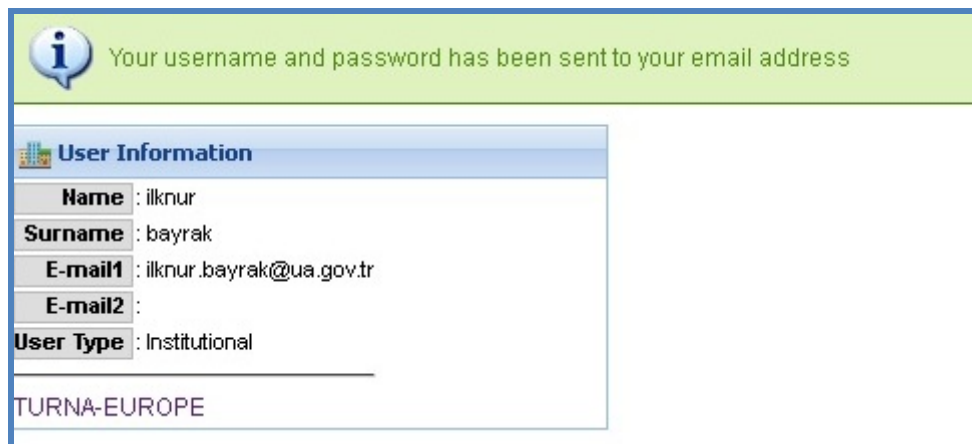 Your username and password has been sent to your email address
User Information
Name : ilknur
Surname : bayrak
E-mail1 : ilknur.bayrak@ua.gov.tr
E-mail2 :
User Type : Institutional
TURNA-EUROPE